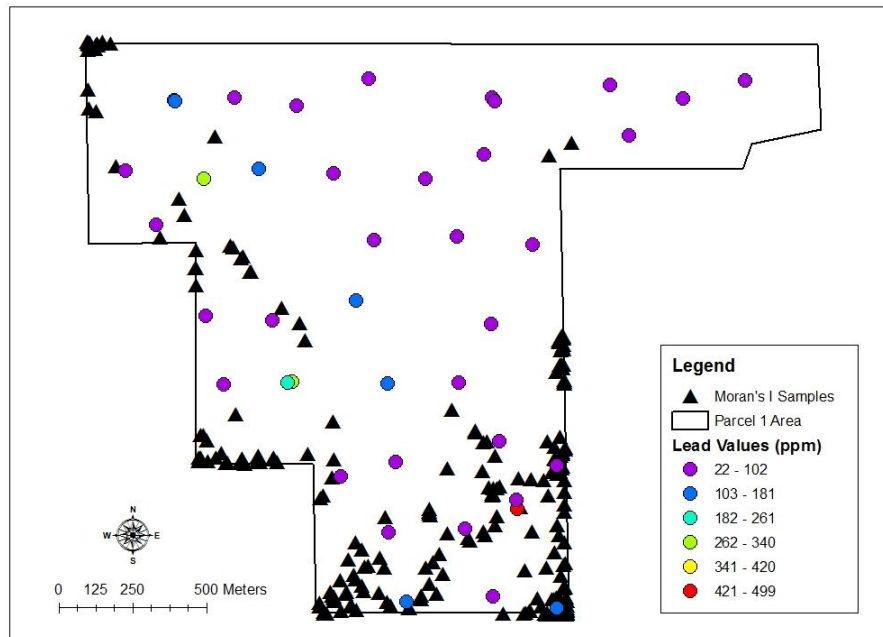 Legend
Moran's I Samples
Parcel 1 Area
Lead Values (ppm)
22 - 102
103 - 181
182 - 261
262 - 340
341 - 420
421 - 499
N
W E
S
0 125 250 500 Meters